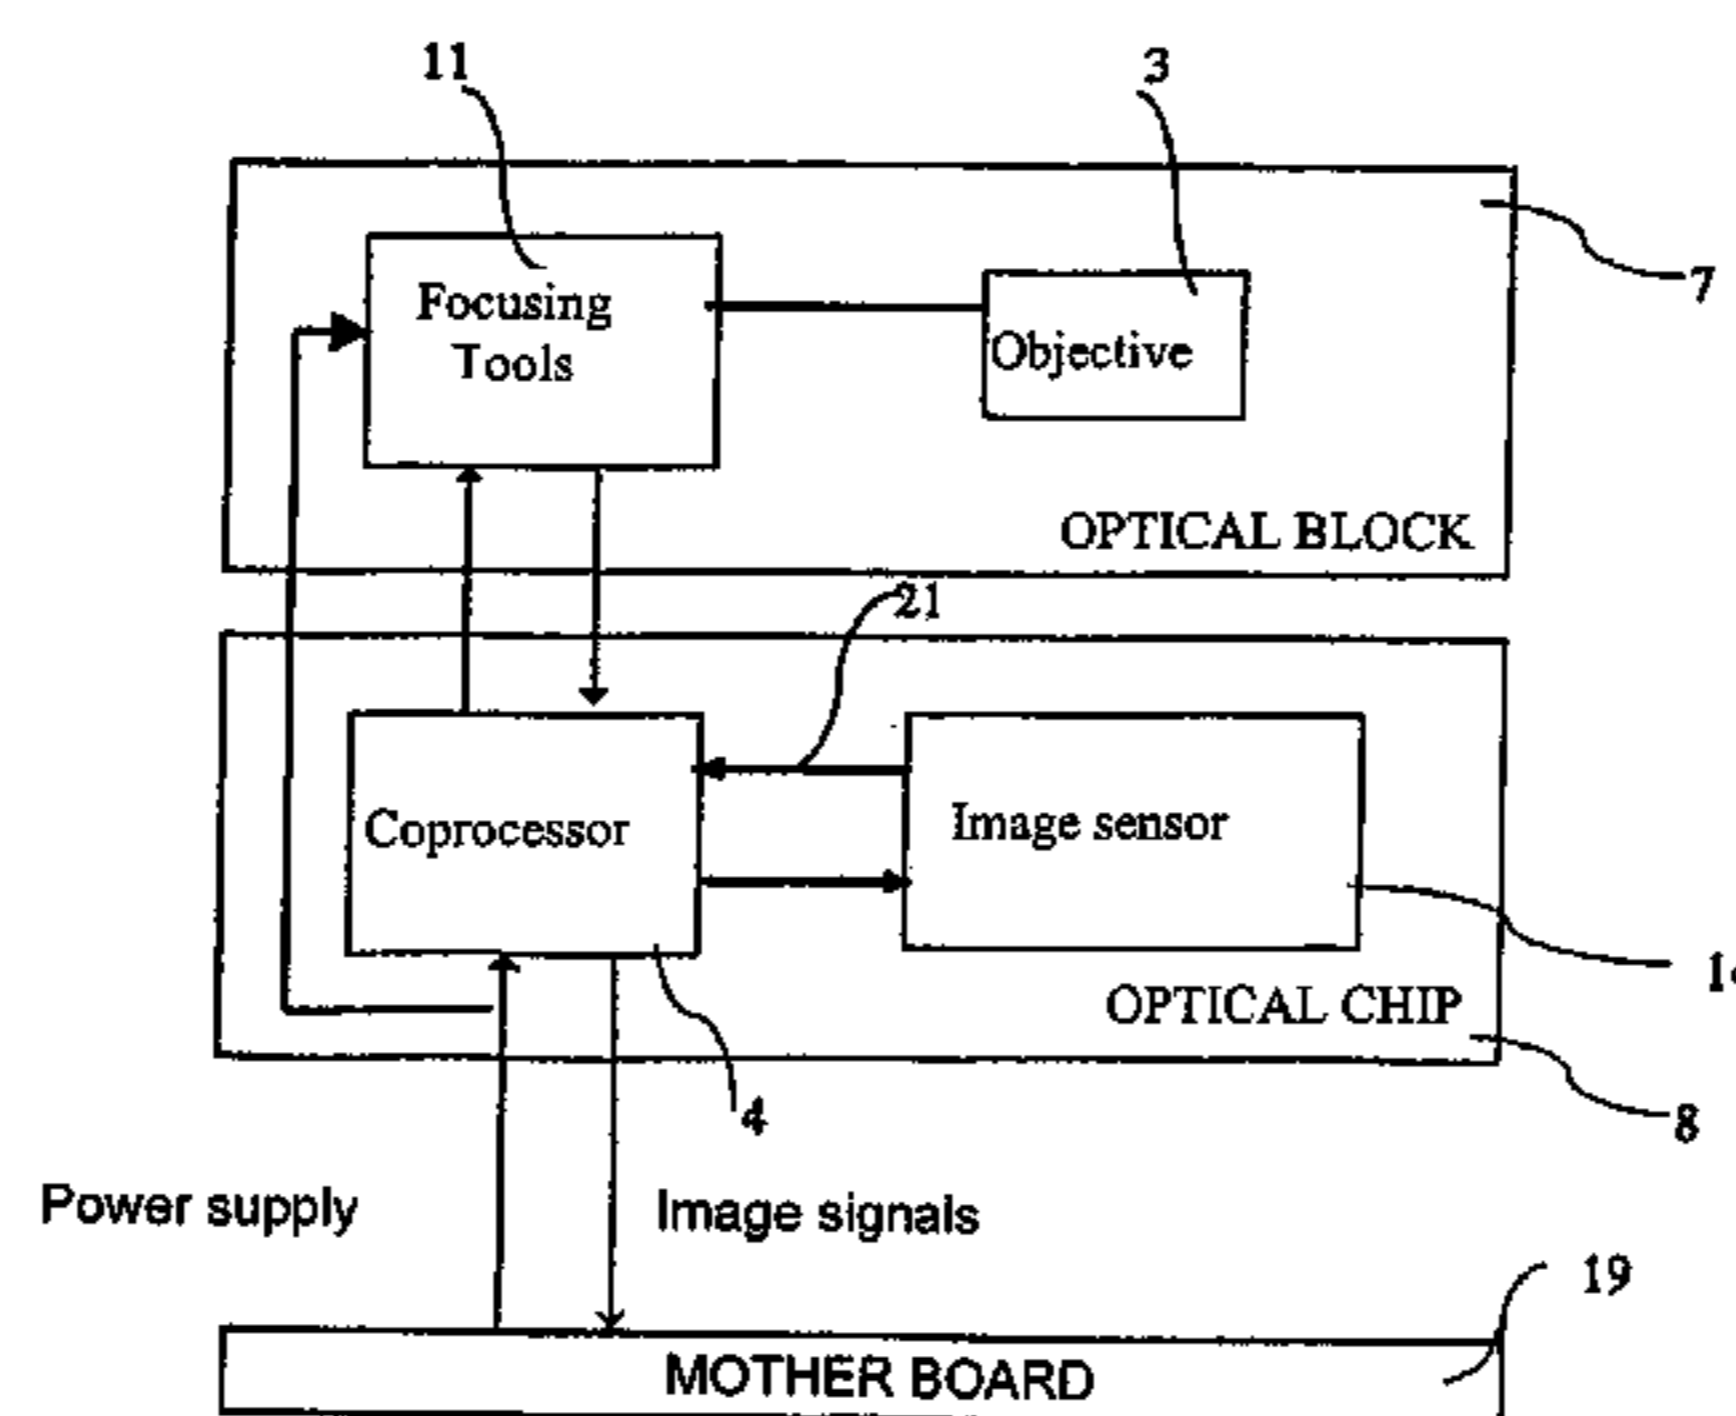 11
3
7
Focusing
Tools
Objective
OPTICAL BLOCK
21
Coprocessor
Image sensor
OPTICAL CHIP
4
8
Power supply
Image signals
19
MOTHER BOARD